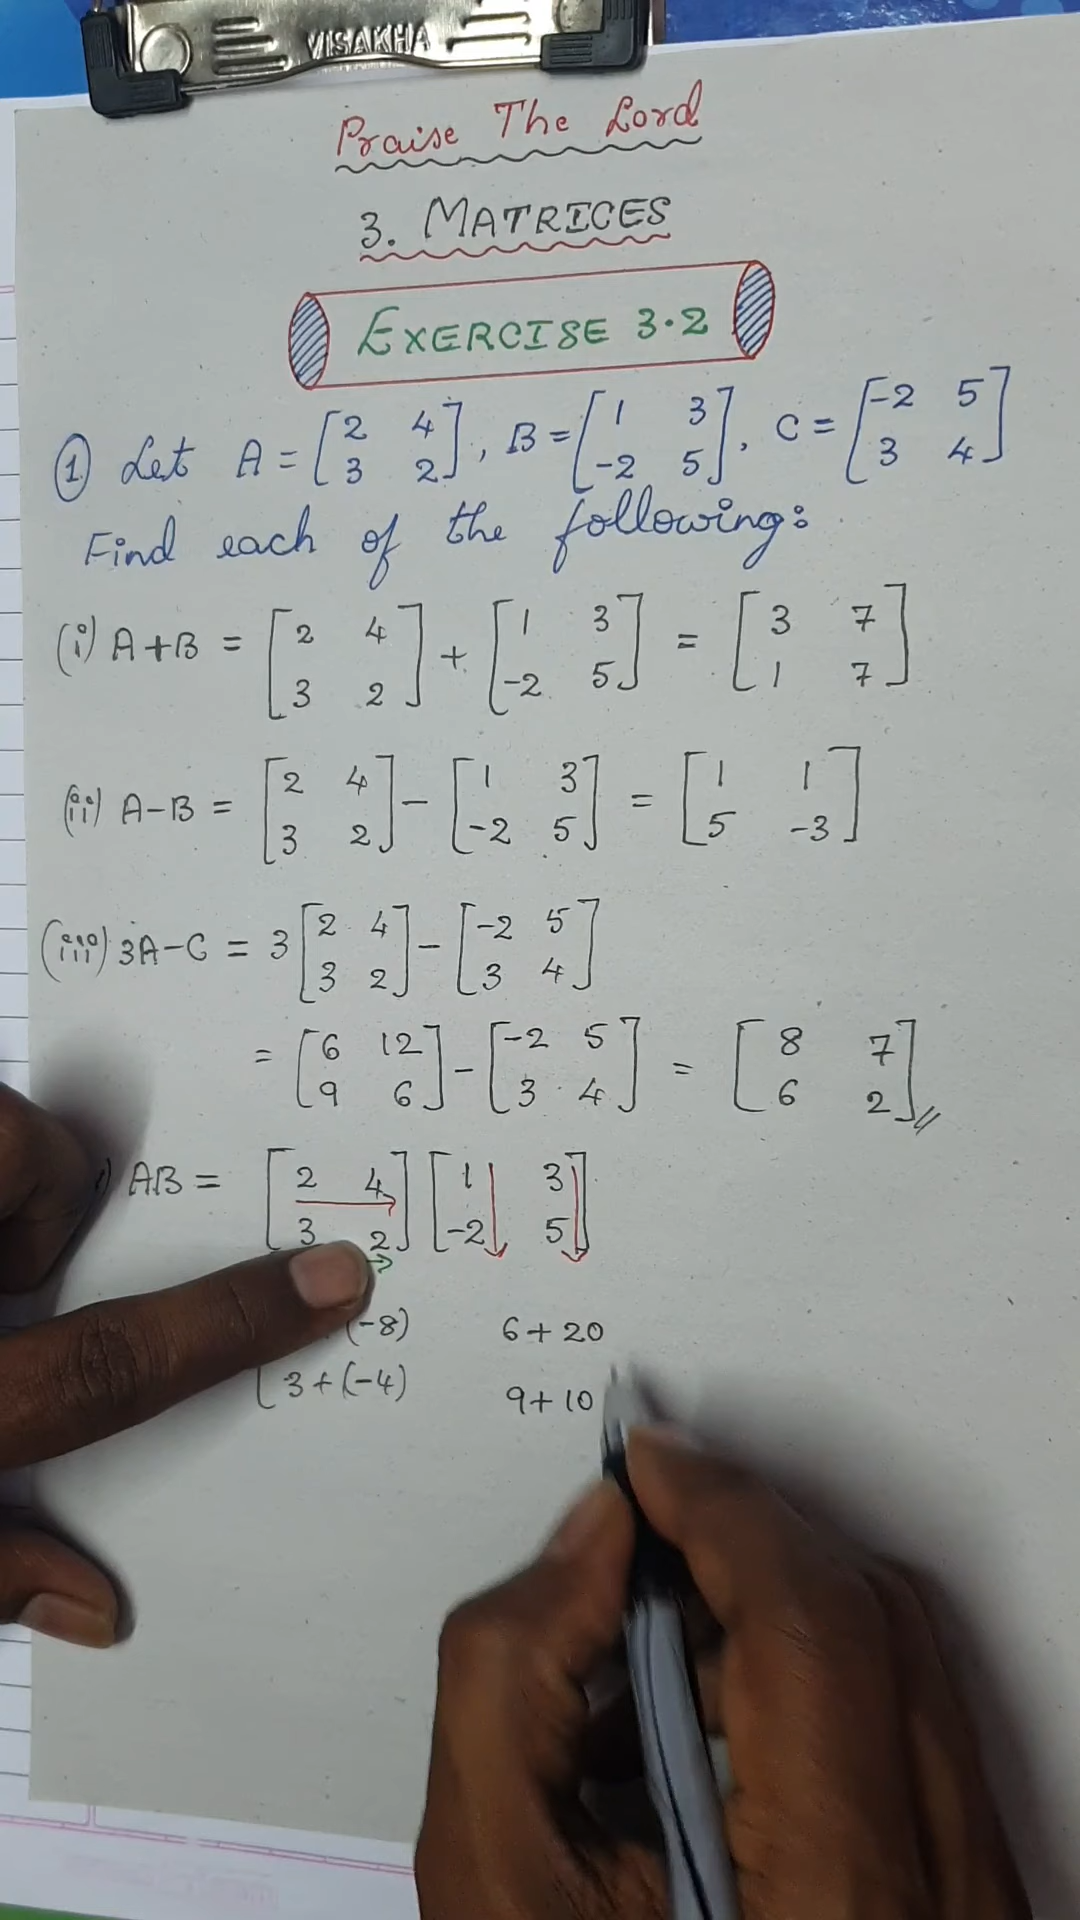 VISAKHA
Praise The Lord
3. MATRICES
EXERCISE 3.2
① Let A = [2 4; 3 2], B = [1 3; -2 5], C = [-2 5; 3 4]
Find each of the following:
(i) A+B = [2 4; 3 2] + [1 3; -2 5] = [3 7; 1 7]
(ii) A-B = [2 4; 3 2] - [1 3; -2 5] = [1 1; 5 -3]
(iii) 3A-C = 3 [2 4; 3 2] - [-2 5; 3 4]
= [6 12; 9 6] - [-2 5; 3 4] = [8 7; 6 2]
) AB = [2 4; 3 2] [1 3; -2 5]
(-8) 6+20
3+(-4) 9+10